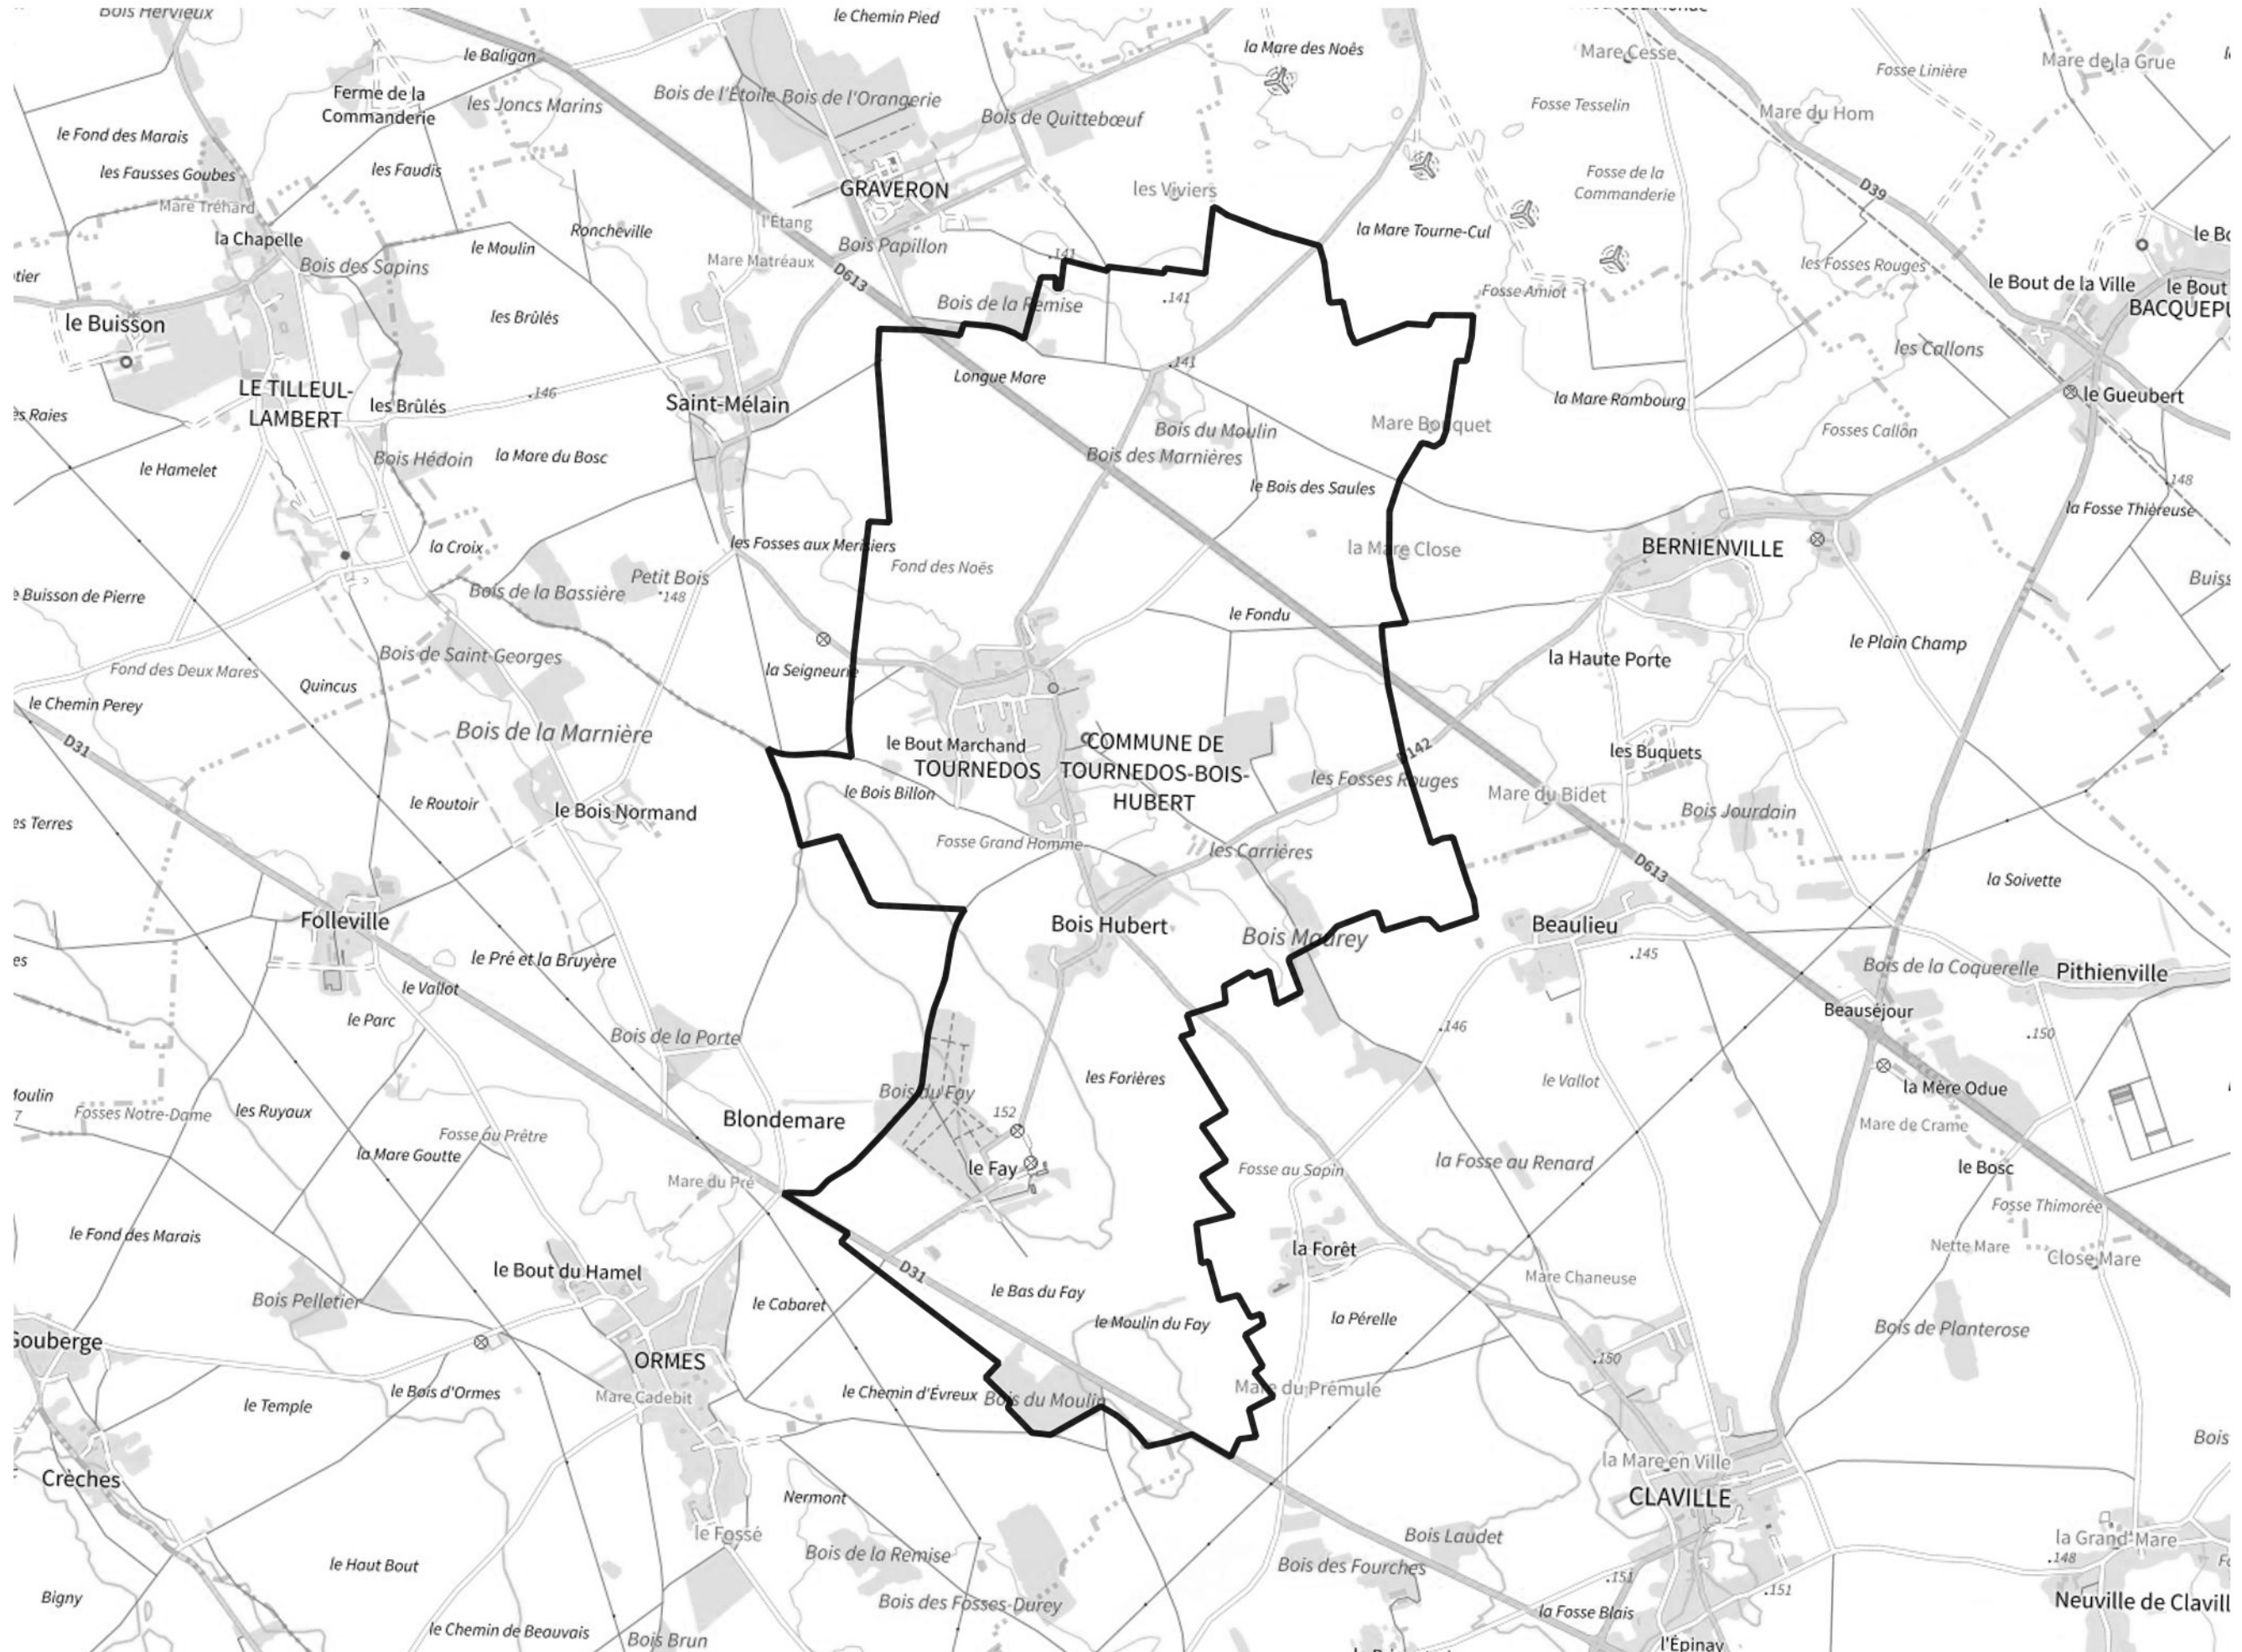 Bois Hervieux
le Chemin Pied
le Baligan
la Mare des Noës
Mare Cesse
Fosse Linière
Mare de la Grue
Ferme de la
Commanderie
les Joncs Marins
Bois de l'Étoile
Bois de l'Orangerie
Bois de Quittebœuf
Fosse Tesselin
Mare du Hom
le Fond des Marais
les Fausses Goubes
les Faudis
GRAVERON
les Viviers
Fosse de la
Commanderie
D39
Mare Tréhard
la Chapelle
le Moulin
Roncheville
l'Étang
Bois Papillon
la Mare Tourne-Cul
Bois des Sapins
Mare Matréaux
D613
.141
les Fosses Rouges
le Bout de la Ville
le Bout
BACQUEPU
le Buisson
les Brûlés
Bois de la Remise
.141
Fosse Amiot
LE TILLEUL-
LAMBERT
les Brûlés
.146
Saint-Mélain
Longue Mare
.141
les Callons
la Mare Rambourg
le Gueubert
le Hamelet
Bois Hédoin
la Mare du Bosc
Bois du Moulin
Bois des Marnières
Mare Bocquet
Fosses Callon
148
le Bois des Saules
la Fosse Thièreuse
la Croix
les Fosses aux Merisiers
Fond des Noës
la Mare Close
BERNIENVILLE
Buisson de Pierre
Bois de la Bassière
Petit Bois
148
le Fondu
Bois de Saint-Georges
Fond des Deux Mares
Quincus
la Seigneurie
la Haute Porte
le Plain Champ
le Chemin Perey
D31
Bois de la Marnière
le Bout Marchand
TOURNEDOS
COMMUNE DE
TOURNEDOS-BOIS-
HUBERT
142
les Buquets
le Routoir
le Bois Normand
le Bois Billon
les Fosses Rouges
Mare du Bidet
Bois Jourdain
es Terres
Fosse Grand Homme
les Carrières
D613
la Soivette
Folleville
le Pré et la Bruyère
Bois Hubert
Bois Maurey
Beaulieu
.145
Bois de la Coquerelle
Pithienville
le Vallot
le Parc
Bois de la Porte
.146
Beauséjour
.150
les Forières
le Vallot
la Mère Odue
Moulin
Fosses Notre-Dame
les Ruyaux
Fosse au Prêtre
Blondemare
Bois du Fay
152
Mare de Crame
la Mare Goutte
Mare du Pré
le Fay
Fosse au Sapin
la Fosse au Renard
le Bosc
Fosse Thimorée
le Fond des Marais
le Bout du Hamel
D31
la Forêt
Nette Mare
Close Mare
Bois Pelletier
le Cabaret
le Bas du Fay
Mare Chaneuse
Gouberge
ORMES
le Moulin du Fay
la Pérelle
Bois de Planterose
.150
le Temple
le Bois d'Ormes
Mare Cadebit
le Chemin d'Évreux
Bois du Moulin
Mare du Prémule
Bois
Crèches
Nermont
la Mare en Ville
CLAVILLE
le Fossé
Bois de la Remise
Bois Laudet
Bois des Fourches
la Grand'Mare
.148
le Haut Bout
Bigny
.151
.151
Bois des Fosses-Durey
la Fosse Blais
Neuville de Clavill
le Chemin de Beauvais
Bois Brun
l'Épinay